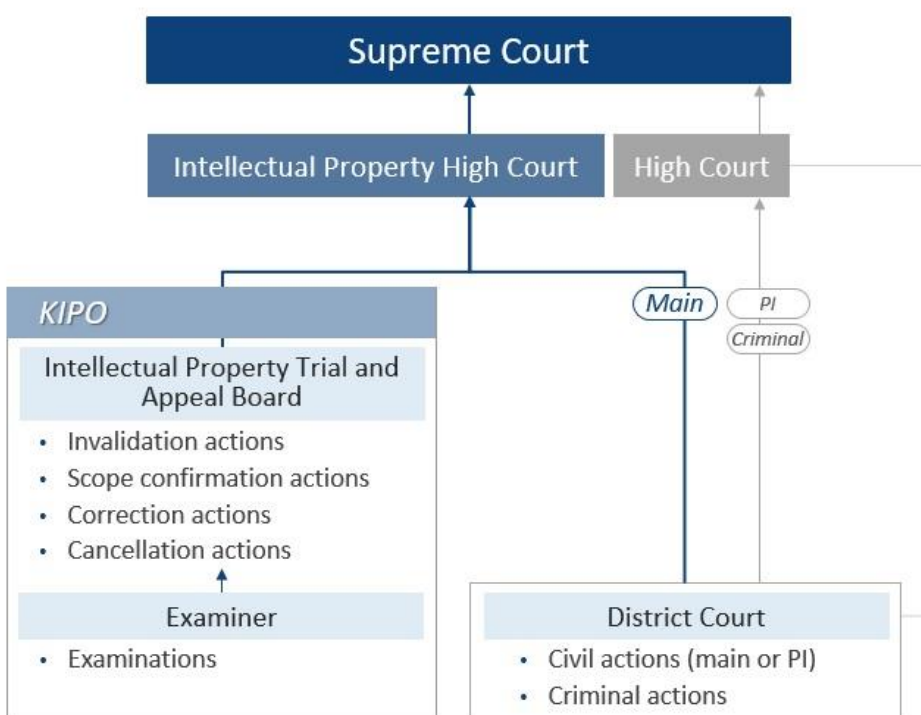 Supreme Court
Intellectual Property High Court
High Court
Main
PI
Criminal
KIPO
Intellectual Property Trial and
Appeal Board
• Invalidation actions
• Scope confirmation actions
• Correction actions
• Cancellation actions
Examiner
• Examinations
District Court
• Civil actions (main or PI)
• Criminal actions